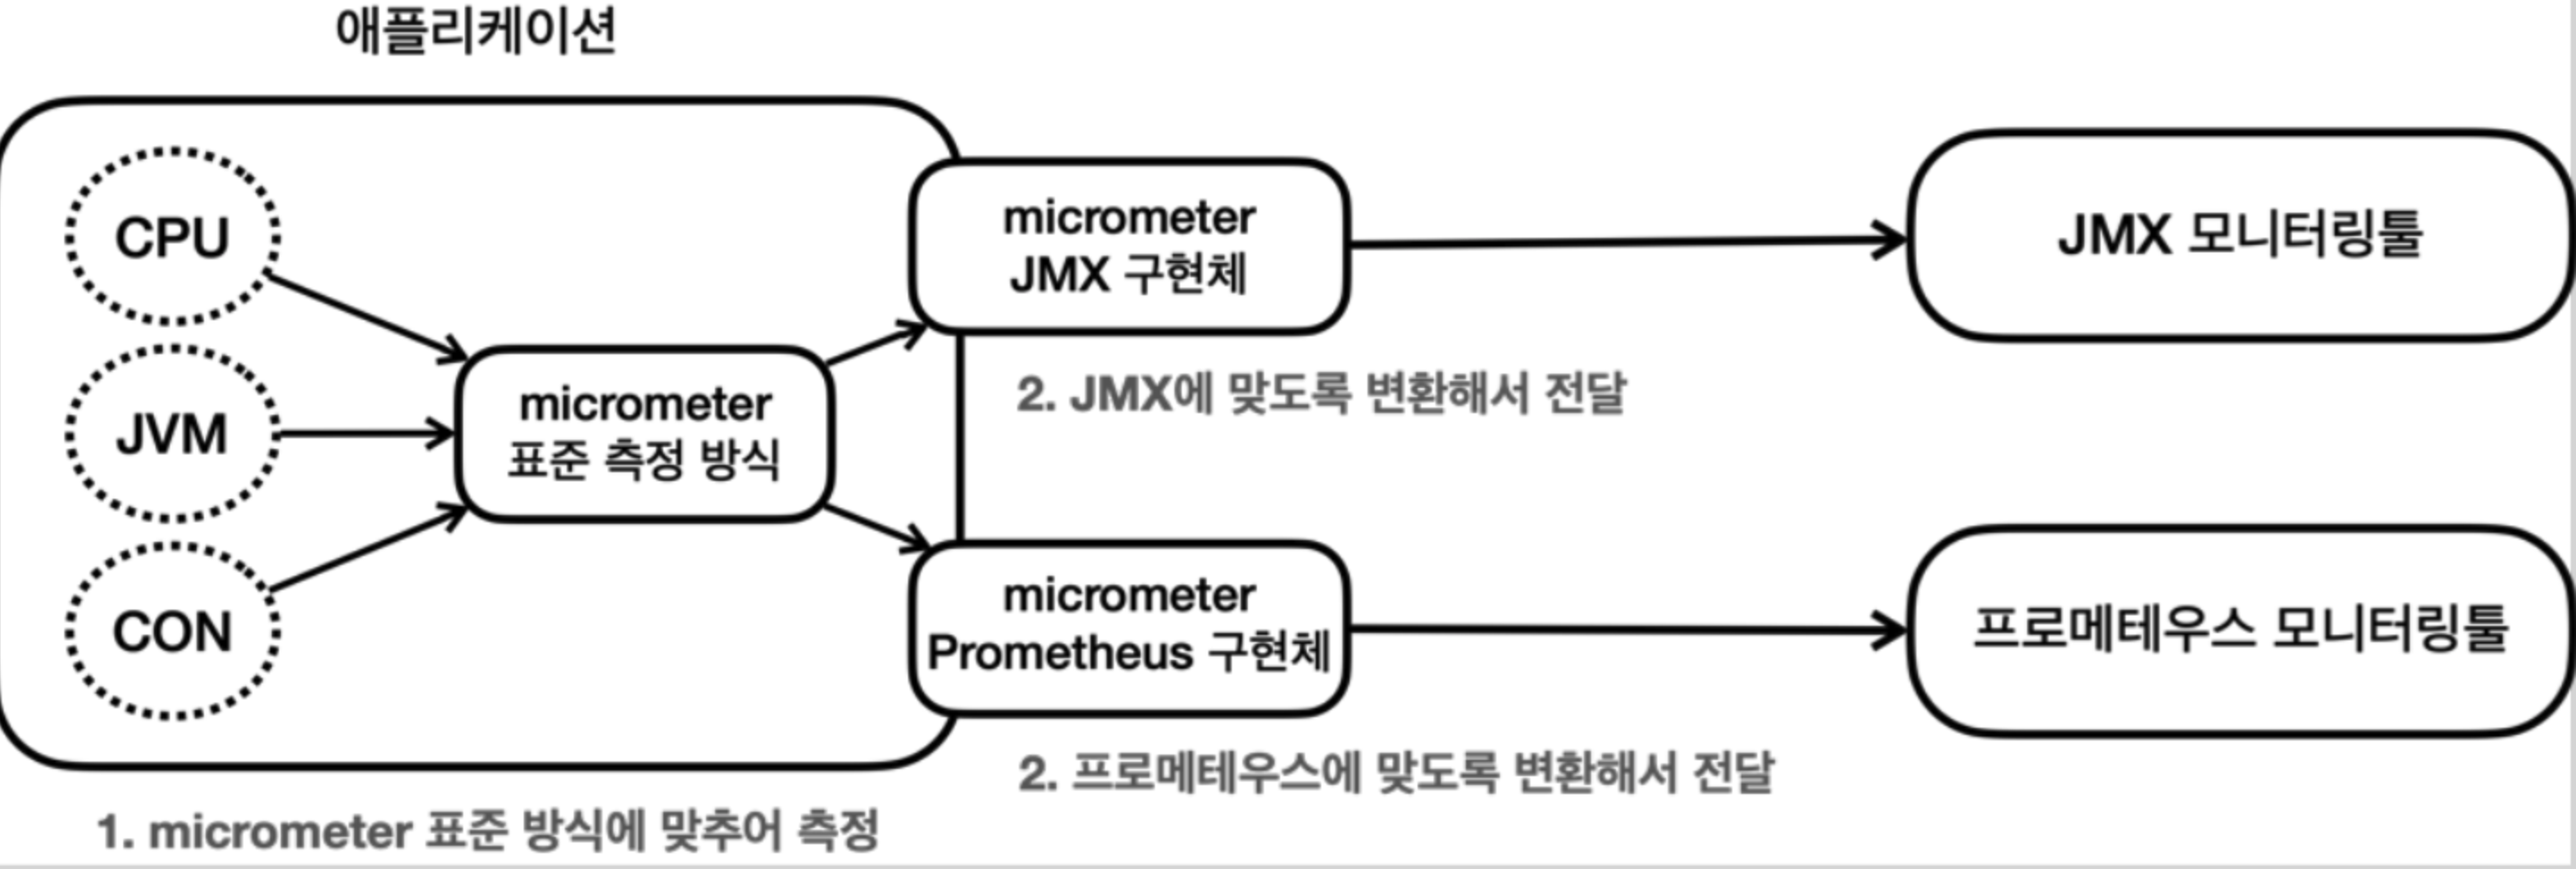 애플리케이션
CPU
JVM
CON
micrometer
표준 측정 방식
micrometer
JMX 구현체
2. JMX에 맞도록 변환해서 전달
micrometer
Prometheus 구현체
2. 프로메테우스에 맞도록 변환해서 전달
JMX 모니터링툴
프로메테우스 모니터링툴
1. micrometer 표준 방식에 맞추어 측정